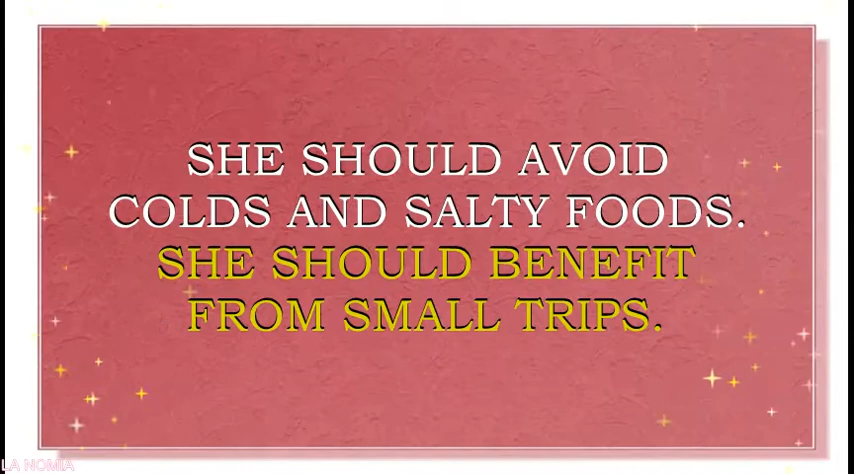 SHE SHOULD AVOID
COLDS AND SALTY FOODS.
SHE SHOULD BENEFIT
FROM SMALL TRIPS.
LA NOMIA